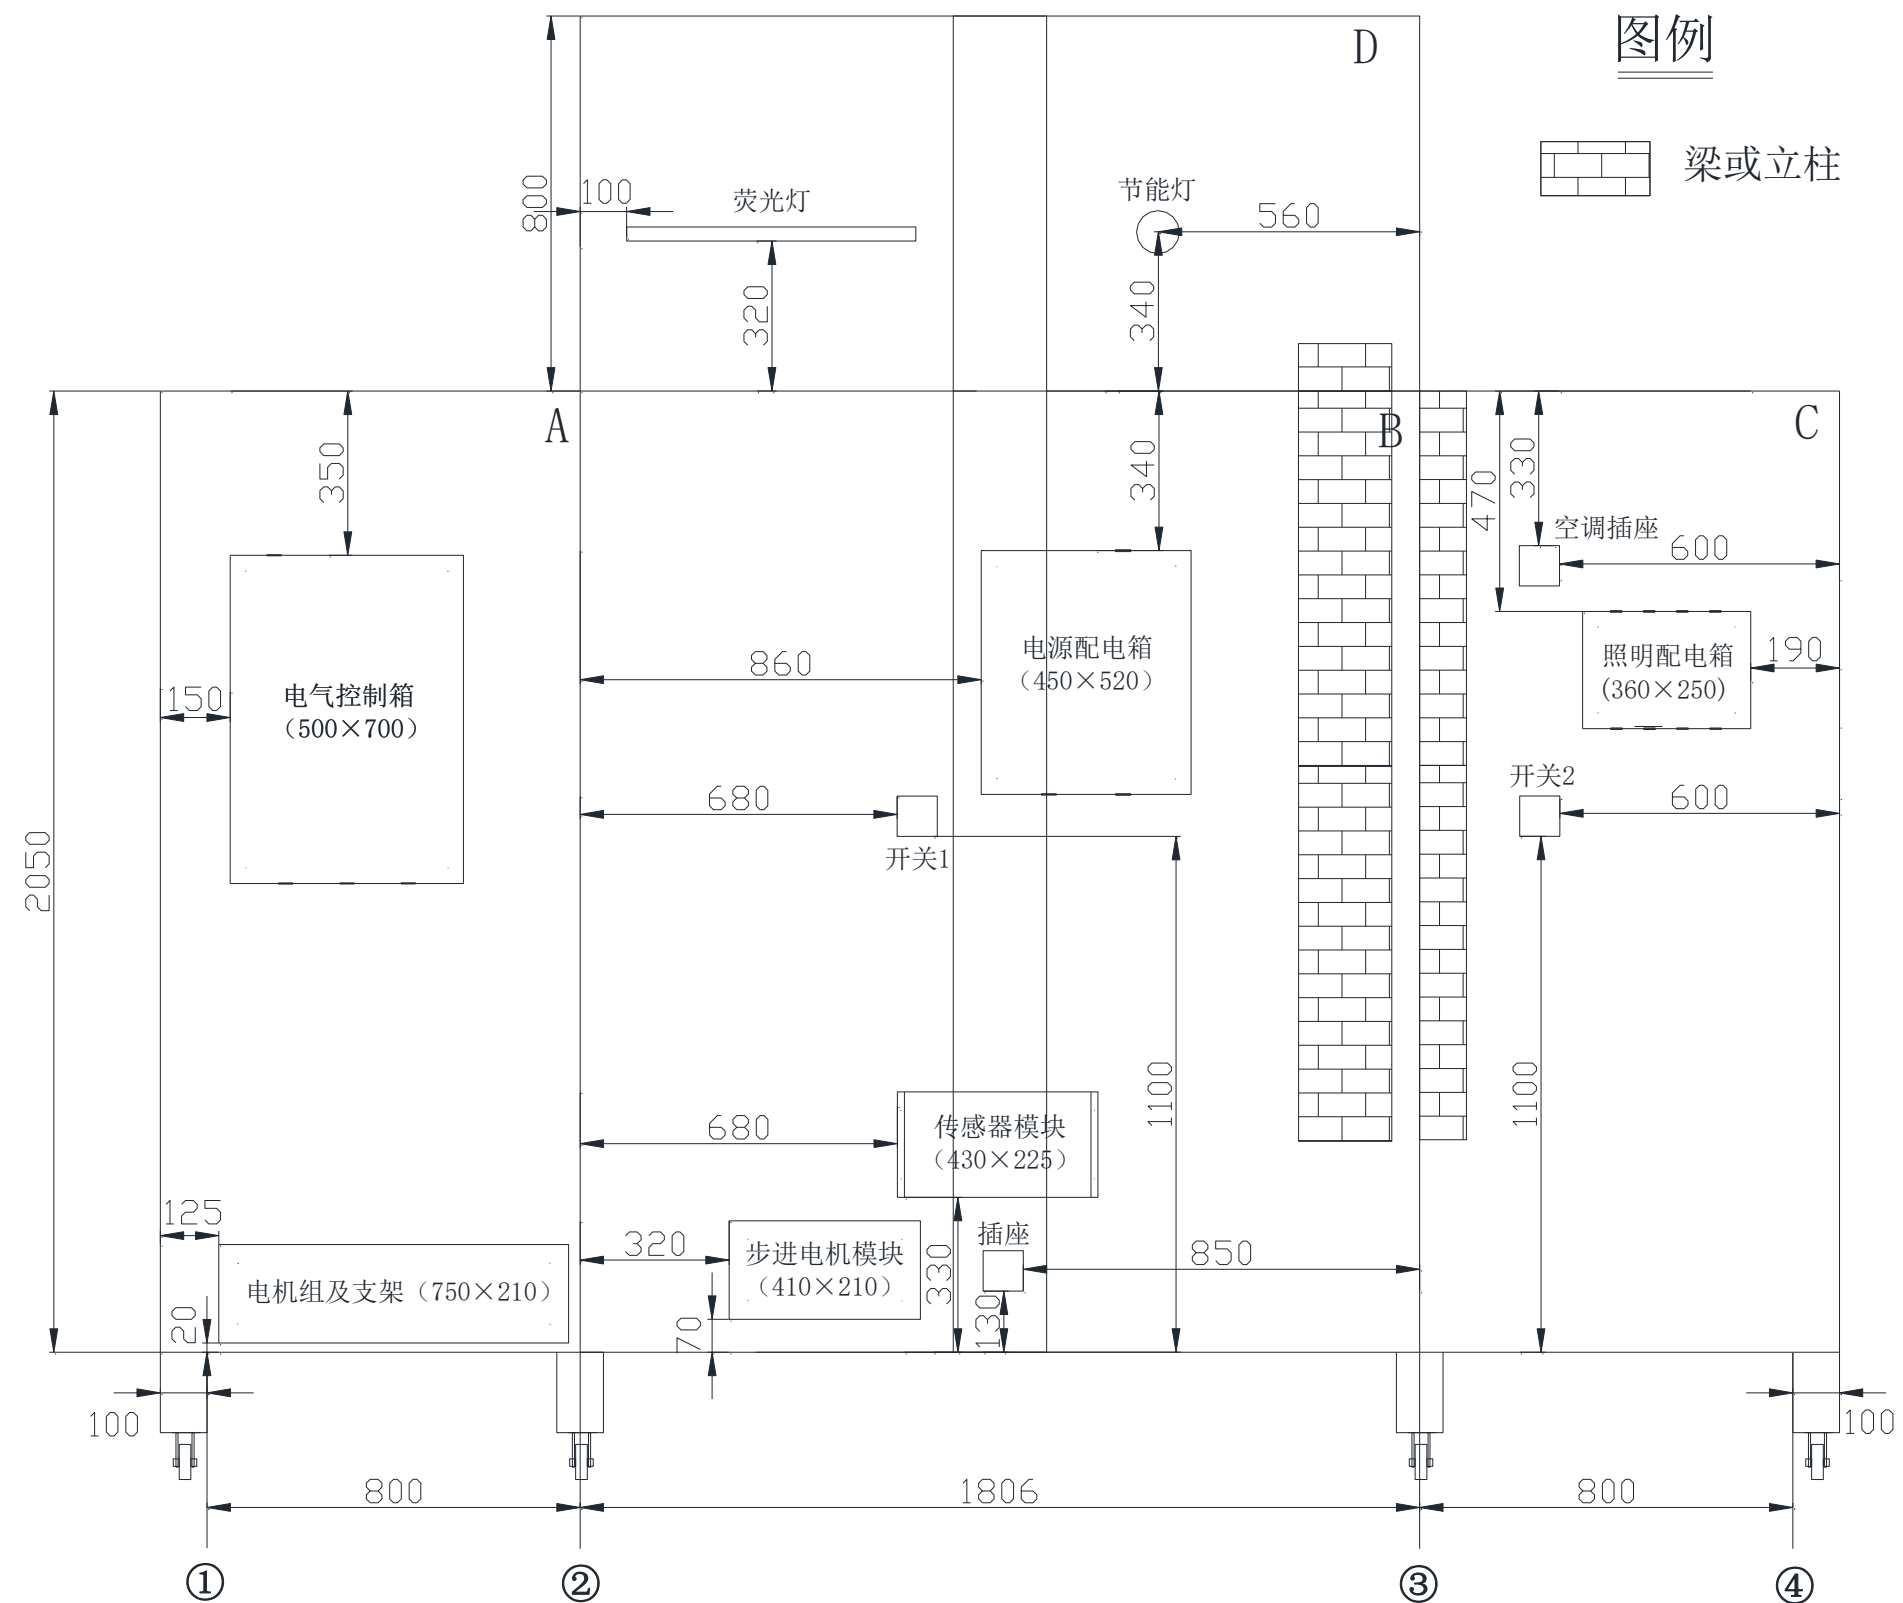 图例
D
梁或立柱
800
100
荧光灯
节能灯
560
320
340
A
B
C
350
340
470
330
空调插座
600
电源配电箱
(450×520)
照明配电箱
(360×250)
190
860
150
电气控制箱
(500×700)
680
开关1
开关2
600
2050
1100
1100
680
传感器模块
(430×225)
125
320
步进电机模块
(410×210)
插座
850
330
130
电机组及支架(750×210)
20
70
100
100
800
1806
800
①
②
③
④